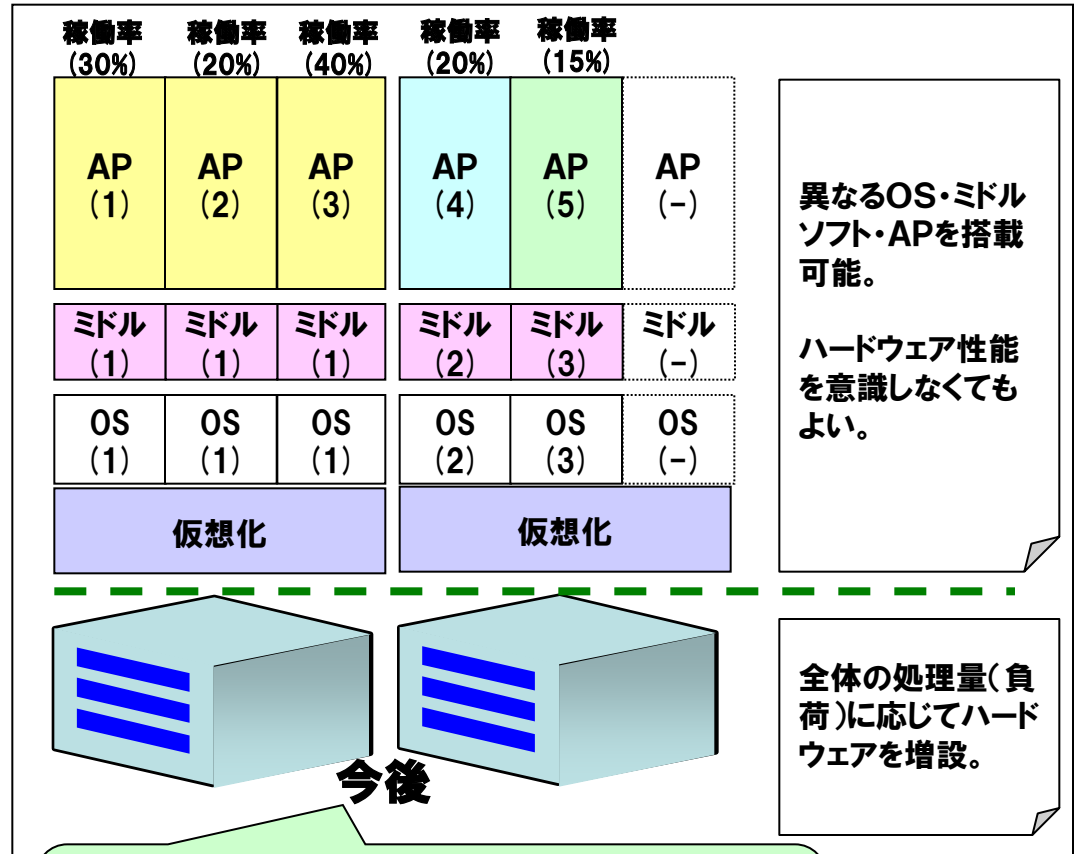 稼働率 稼働率 稼働率 稼働率 稼働率
(30%) (20%) (40%) (20%) (15%)
AP AP AP AP AP AP
(1) (2) (3) (4) (5) (-)
ミドル ミドル ミドル ミドル ミドル ミドル
(1) (1) (1) (2) (3) (-)
OS OS OS OS OS OS
(1) (1) (1) (2) (3) (-)
仮想化 仮想化
異なるOS・ミドル
ソフト・APを搭載
可能。
ハードウェア性能
を意識しなくても
よい。
全体の処理量(負
荷)に応じてハード
ウェアを増設。
今後